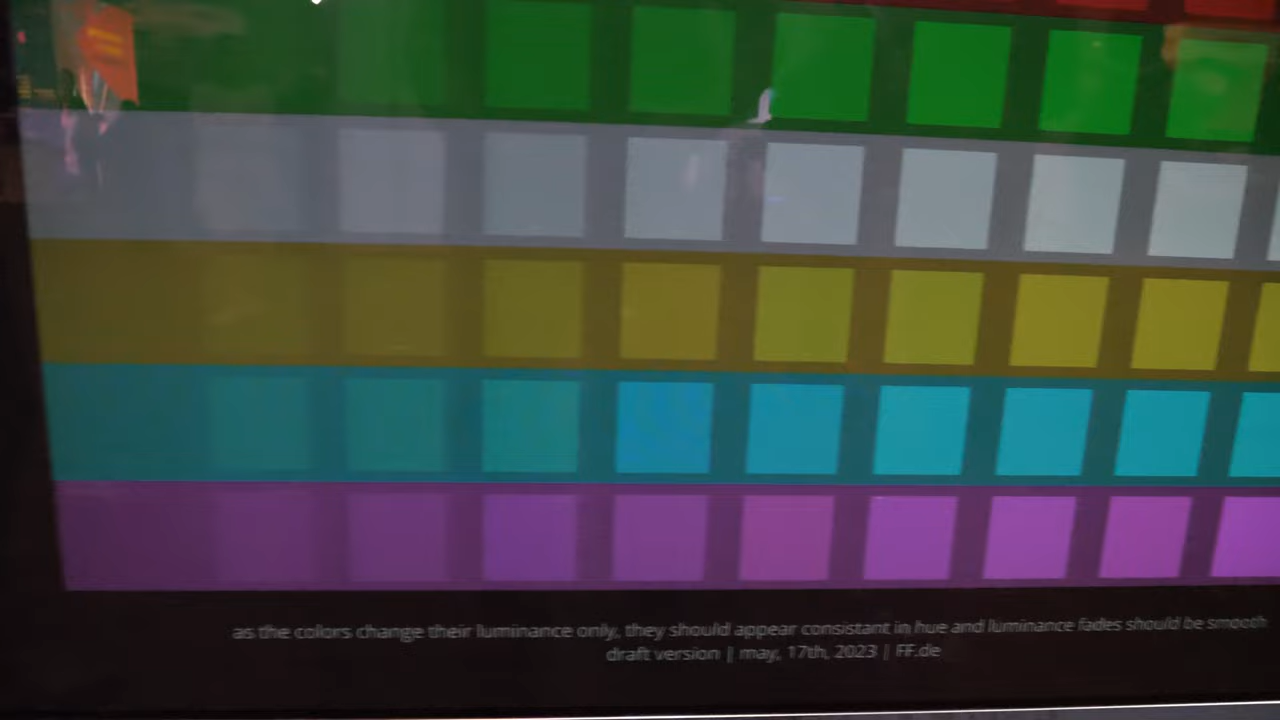 as the colors change their luminance only, they should appear consistant in hue and luminance fades should be smooth
draft version | may, 17th, 2023 | FF.de